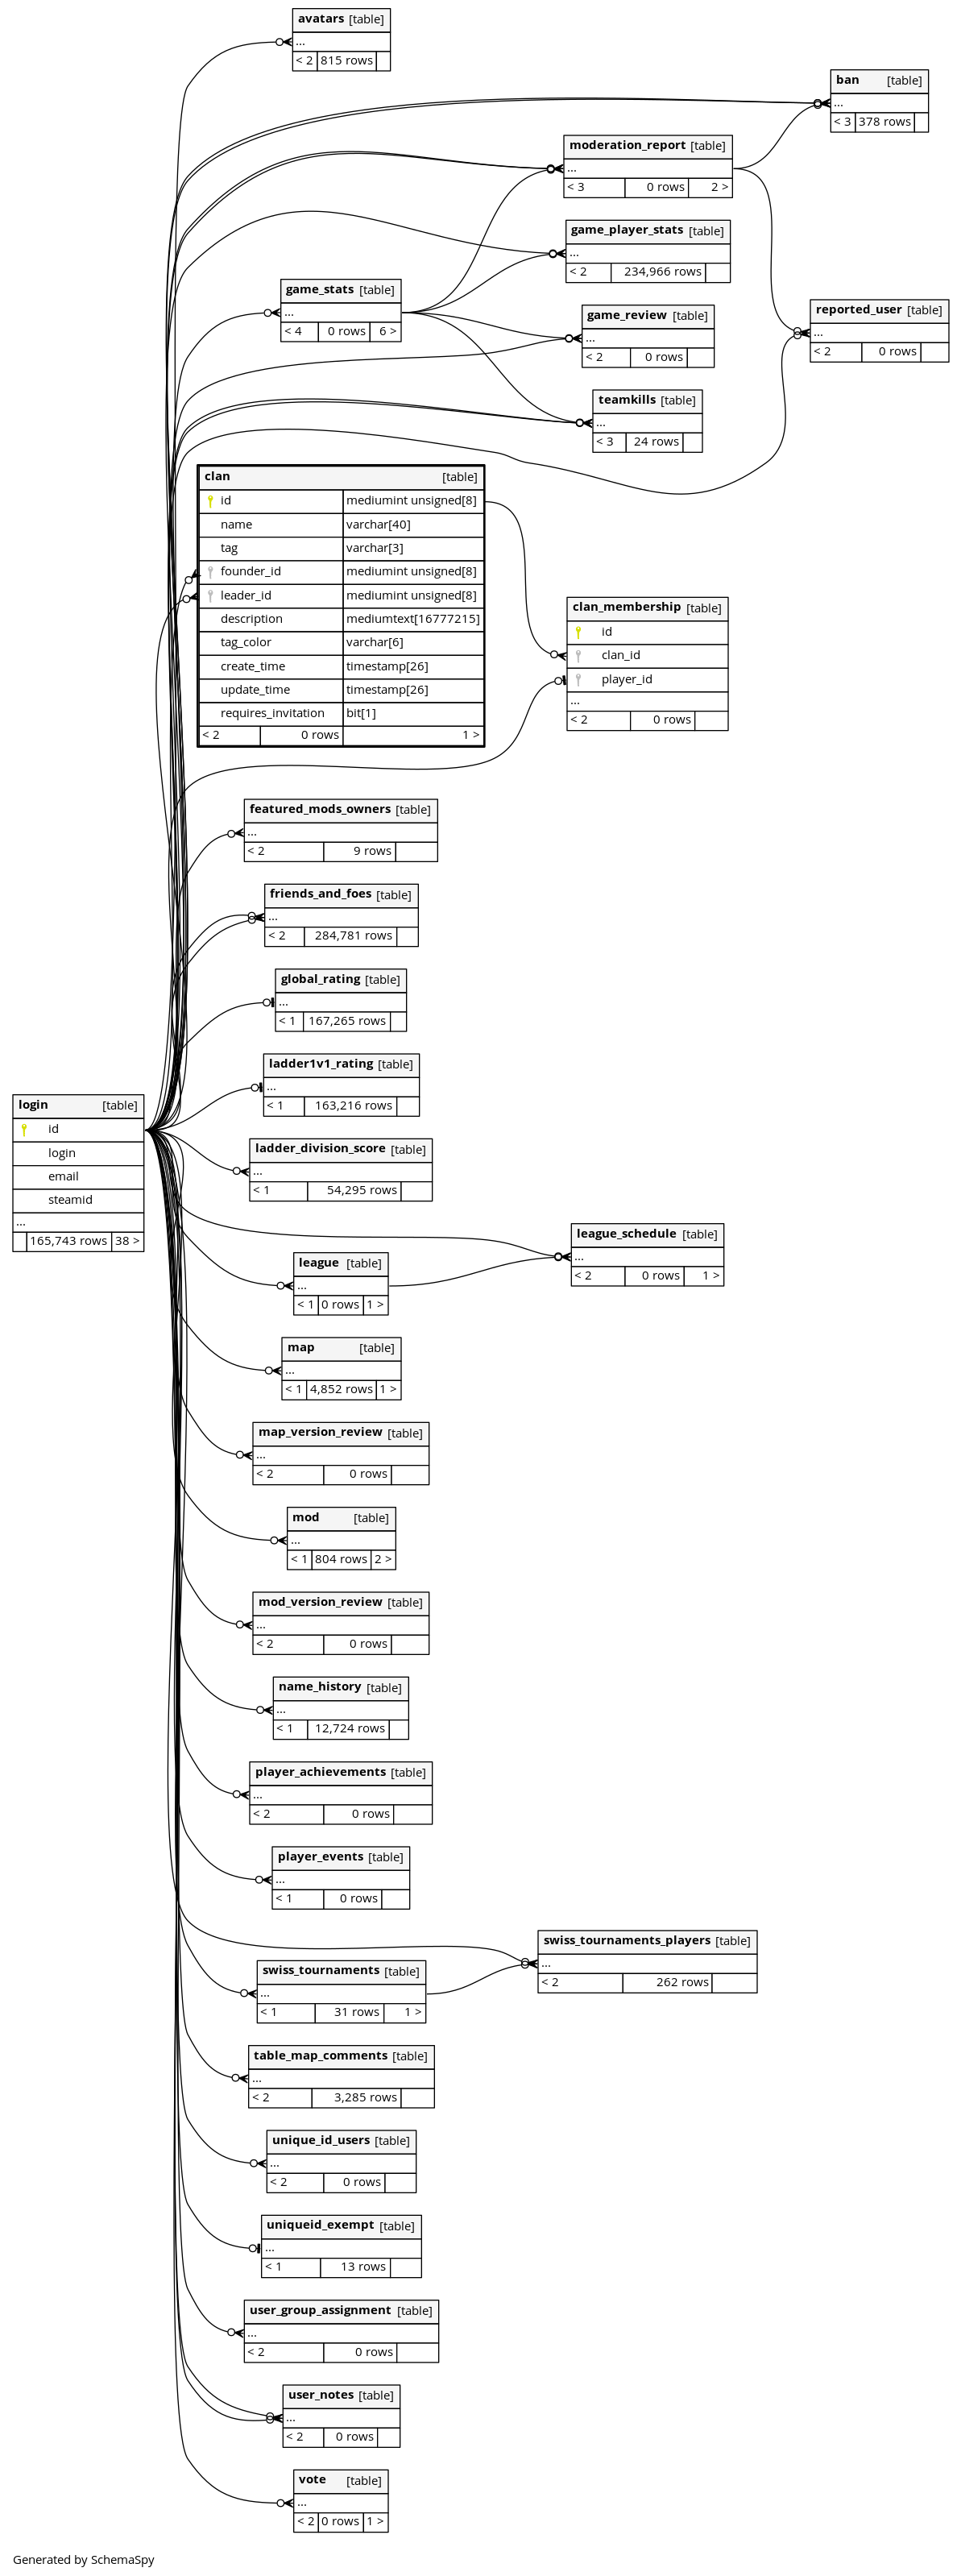 avatars [table]
...
< 2 815 rows
ban [table]
...
< 3 378 rows
moderation_report [table]
...
< 3 0 rows 2 >
game_player_stats [table]
...
< 2 234,966 rows
game_stats [table]
...
< 4 0 rows 6 >
game_review [table]
...
< 2 0 rows
reported_user [table]
...
< 2 0 rows
teamkills [table]
...
< 3 24 rows
clan [table]
id mediumint unsigned[8]
name varchar[40]
tag varchar[3]
founder_id mediumint unsigned[8]
leader_id mediumint unsigned[8]
description mediumtext[16777215]
tag_color varchar[6]
create_time timestamp[26]
update_time timestamp[26]
requires_invitation bit[1]
< 2 0 rows 1 >
clan_membership [table]
id
clan_id
player_id
...
< 2 0 rows
featured_mods_owners [table]
...
< 2 9 rows
friends_and_foes [table]
...
< 2 284,781 rows
global_rating [table]
...
< 1 167,265 rows
ladder1v1_rating [table]
...
< 1 163,216 rows
login [table]
id
login
email
steamid
...
165,743 rows 38 >
ladder_division_score [table]
...
< 1 54,295 rows
league_schedule [table]
...
< 2 0 rows 1 >
league [table]
...
< 1 0 rows 1 >
map [table]
...
< 1 4,852 rows 1 >
map_version_review [table]
...
< 2 0 rows
mod [table]
...
< 1 804 rows 2 >
mod_version_review [table]
...
< 2 0 rows
name_history [table]
...
< 1 12,724 rows
player_achievements [table]
...
< 2 0 rows
player_events [table]
...
< 1 0 rows
swiss_tournaments_players [table]
...
< 2 262 rows
swiss_tournaments [table]
...
< 1 31 rows 1 >
table_map_comments [table]
...
< 2 3,285 rows
unique_id_users [table]
...
< 2 0 rows
uniqueid_exempt [table]
...
< 1 13 rows
user_group_assignment [table]
...
< 2 0 rows
user_notes [table]
...
< 2 0 rows
vote [table]
...
< 2 0 rows 1 >
Generated by SchemaSpy